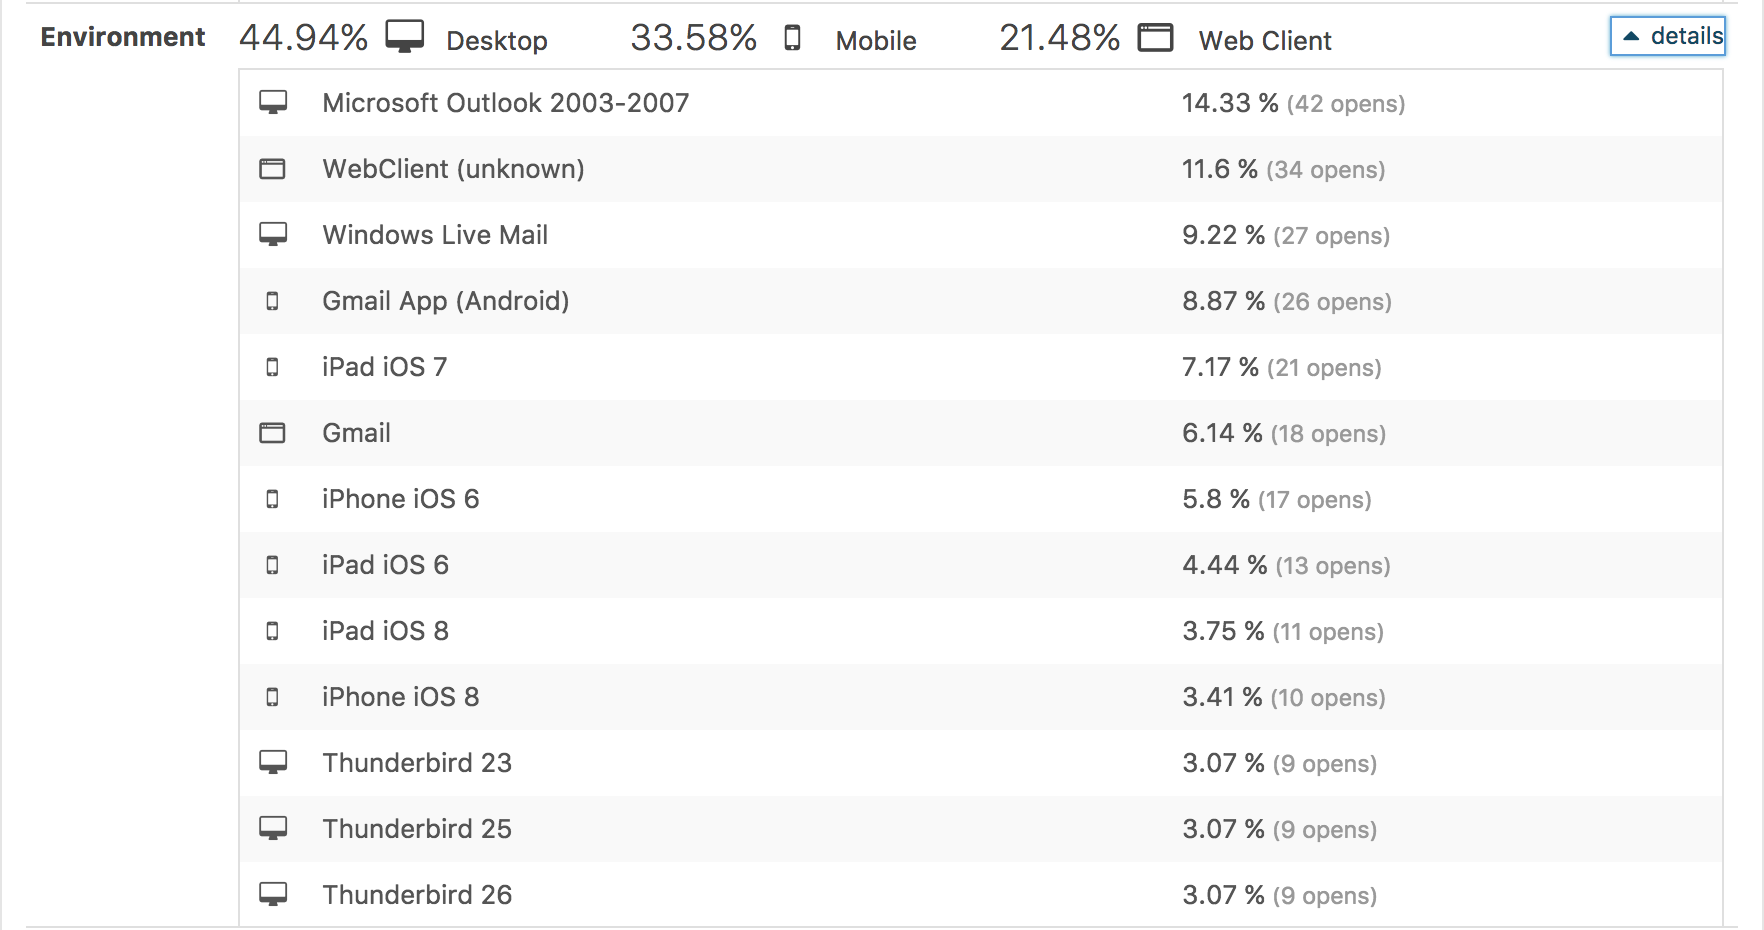 Environment 44.94% Desktop 33.58% Mobile 21.48% Web Client details
Microsoft Outlook 2003-2007 14.33 % (42 opens)
WebClient (unknown) 11.6 % (34 opens)
Windows Live Mail 9.22 % (27 opens)
Gmail App (Android) 8.87 % (26 opens)
iPad iOS 7 7.17 % (21 opens)
Gmail 6.14 % (18 opens)
iPhone iOS 6 5.8 % (17 opens)
iPad iOS 6 4.44 % (13 opens)
iPad iOS 8 3.75 % (11 opens)
iPhone iOS 8 3.41 % (10 opens)
Thunderbird 23 3.07 % (9 opens)
Thunderbird 25 3.07 % (9 opens)
Thunderbird 26 3.07 % (9 opens)